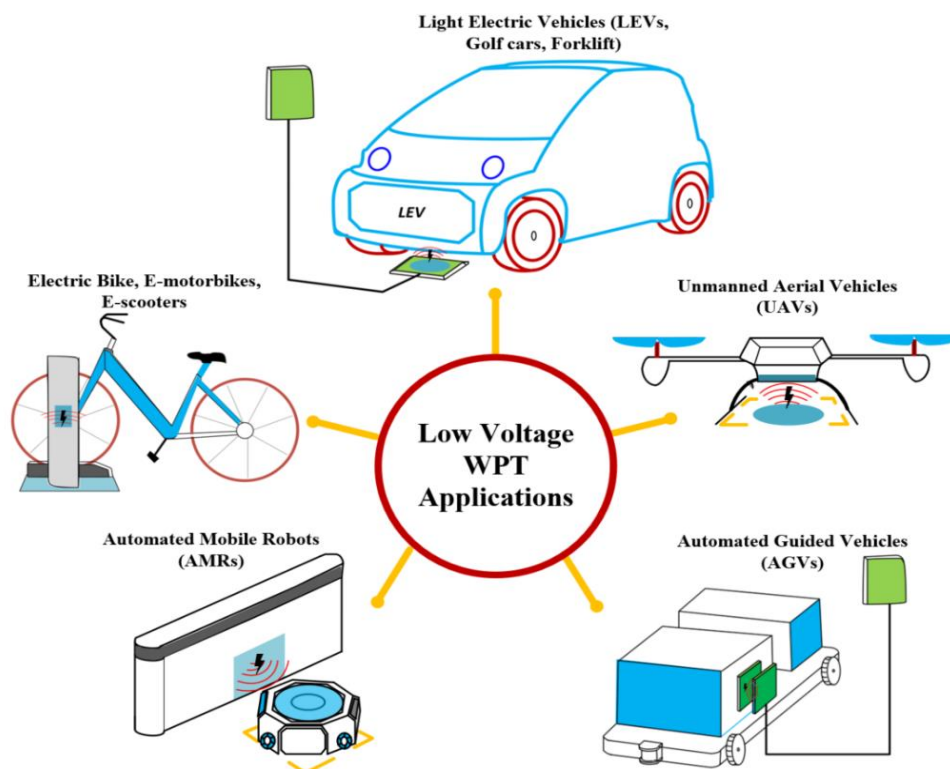 Light Electric Vehicles (LEVs,
Golf cars, Forklift)
LEV
Electric Bike, E-motorbikes,
E-scooters
Unmanned Aerial Vehicles
(UAVs)
Low Voltage
WPT
Applications
Automated Mobile Robots
(AMRs)
Automated Guided Vehicles
(AGVs)